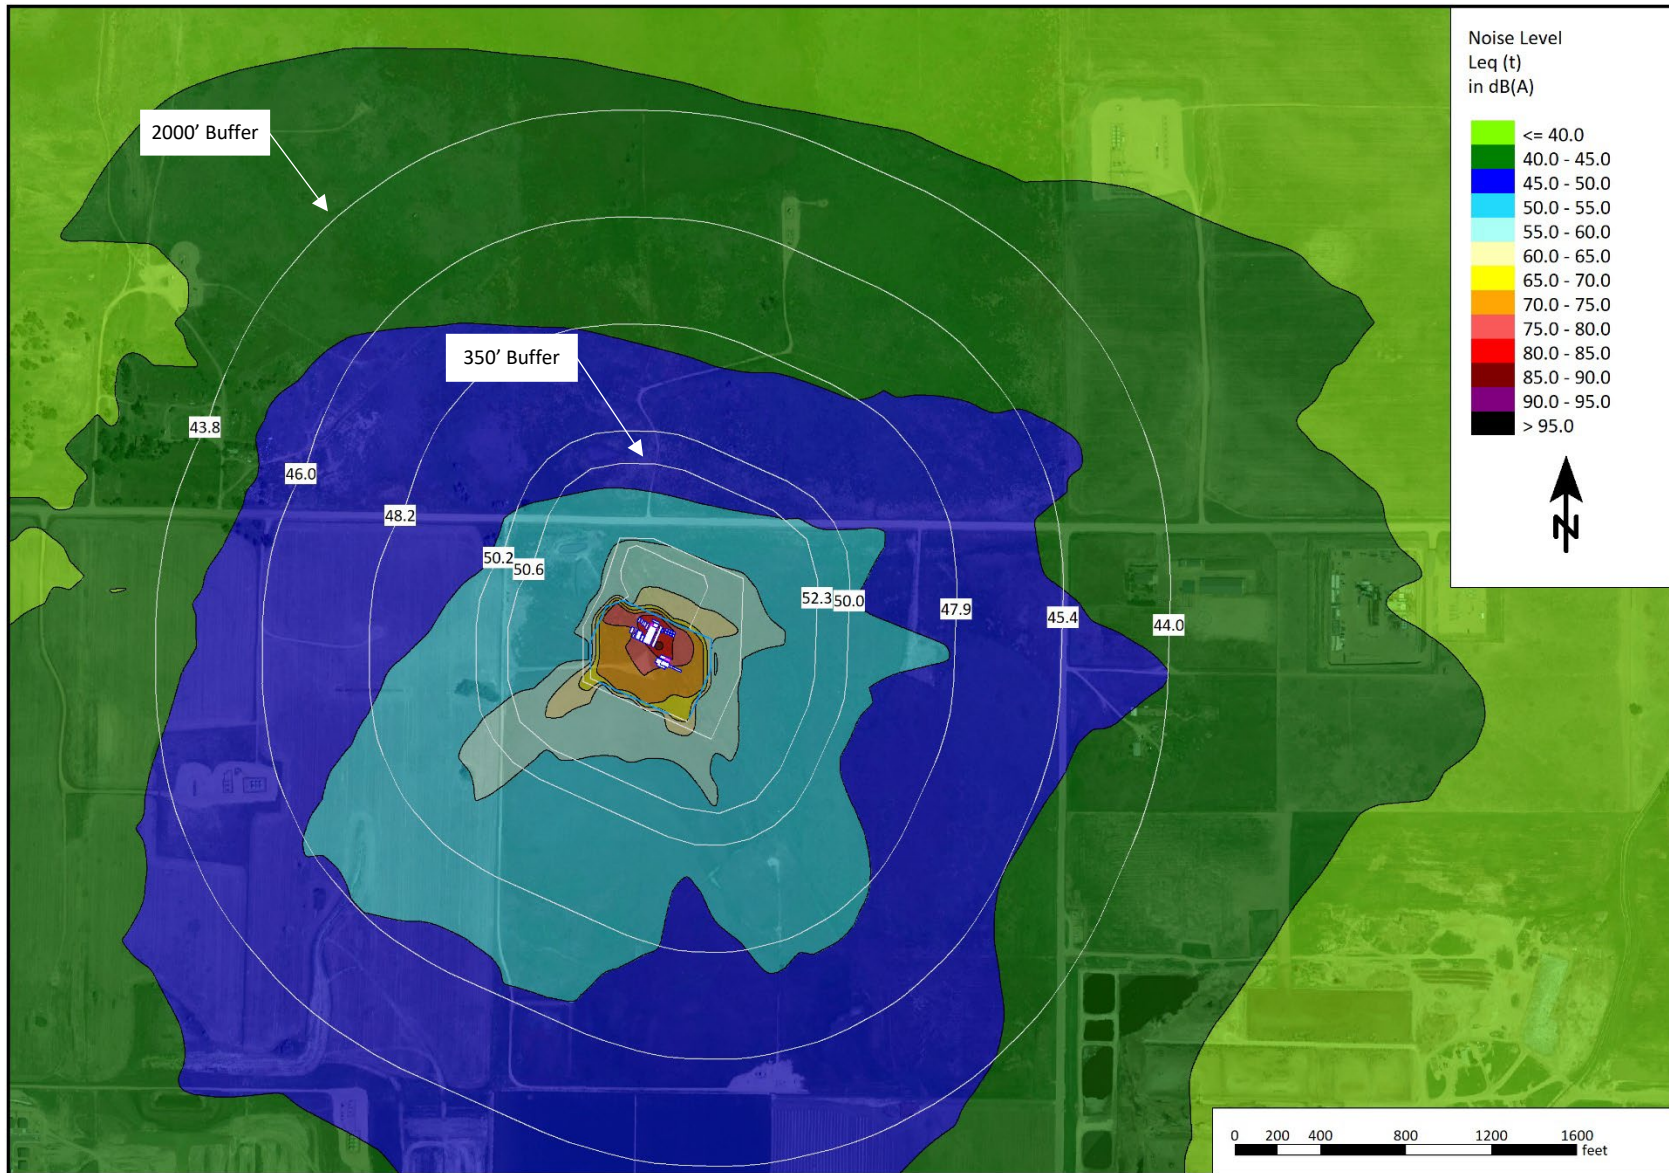 Noise Level
Leq (t)
in dB(A)
<= 40.0
40.0 - 45.0
45.0 - 50.0
50.0 - 55.0
55.0 - 60.0
60.0 - 65.0
65.0 - 70.0
70.0 - 75.0
75.0 - 80.0
80.0 - 85.0
85.0 - 90.0
90.0 - 95.0
> 95.0
N
2000’ Buffer
350’ Buffer
43.8
46.0
48.2
50.2
50.6
52.3
50.0
47.9
45.4
44.0
0 200 400 800 1200 1600
feet